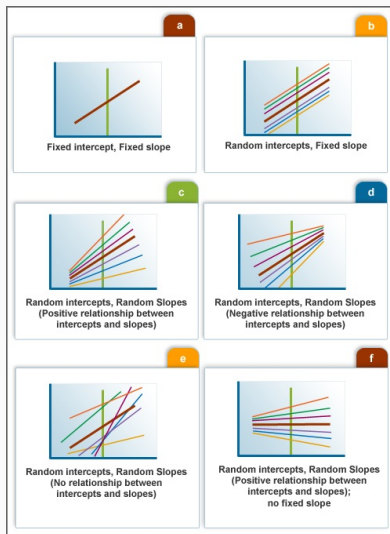 a
Fixed intercept, Fixed slope
b
Random intercepts, Fixed slope
c
Random intercepts, Random Slopes
(Positive relationship between
intercepts and slopes)
d
Random intercepts, Random Slopes
(Negative relationship between
intercepts and slopes)
e
Random intercepts, Random Slopes
(No relationship between
intercepts and slopes)
f
Random intercepts, Random Slopes
(Positive relationship between
intercepts and slopes);
no fixed slope